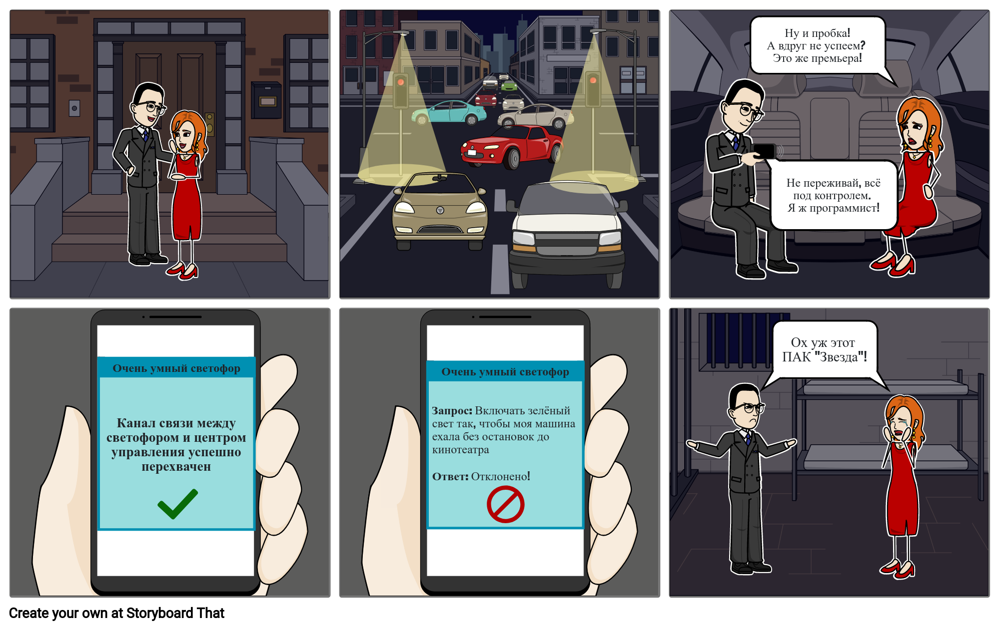 Ну и пробка!
А вдруг не успеем?
Это же премьера!
Не переживай, всё
под контролем.
Я ж программист!
Очень умный светофор
Канал связи между
светофором и центром
управления успешно
перехвачен
Очень умный светофор
Запрос: Включать зелёный
свет так, чтобы моя машина
ехала без остановок до
кинотеатра
Ответ: Отклонено!
Ох уж этот
ПАК "Звезда"!
Create your own at Storyboard That